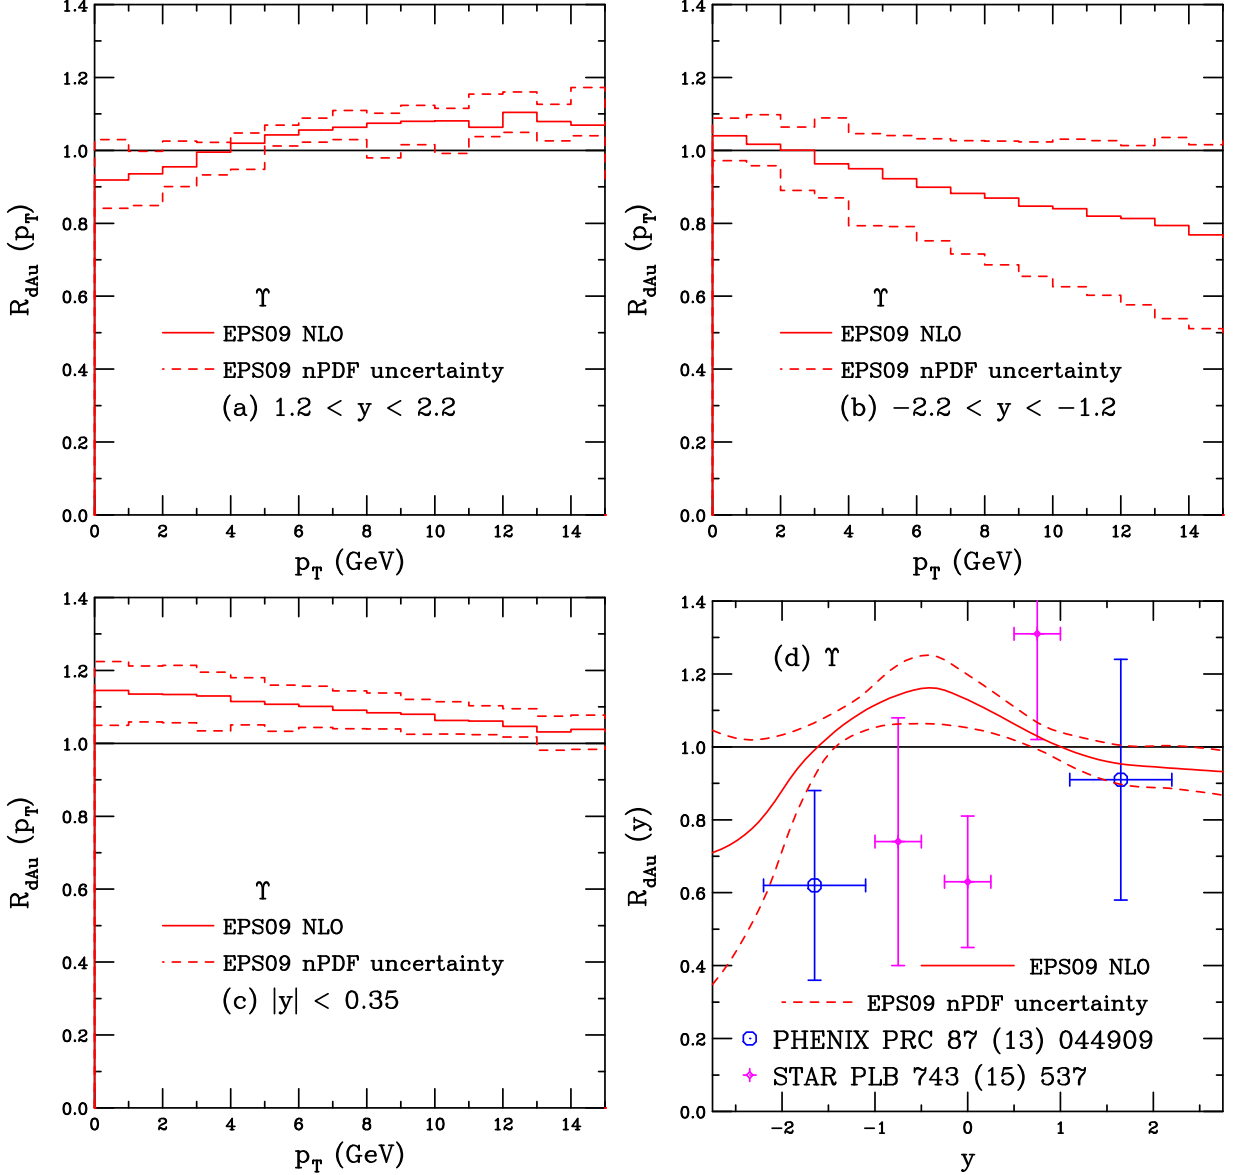 1.4
1.2
1.0
0.8
0.6
0.4
0.2
0.0
R_dAu (p_T)
ϒ
EPS09 NLO
EPS09 nPDF uncertainty
(a) 1.2 < y < 2.2
0 2 4 6 8 10 12 14
p_T (GeV)
1.4
1.2
1.0
0.8
0.6
0.4
0.2
0.0
R_dAu (p_T)
ϒ
EPS09 NLO
EPS09 nPDF uncertainty
(b) −2.2 < y < −1.2
0 2 4 6 8 10 12 14
p_T (GeV)
1.4
1.2
1.0
0.8
0.6
0.4
0.2
0.0
R_dAu (p_T)
ϒ
EPS09 NLO
EPS09 nPDF uncertainty
(c) |y| < 0.35
0 2 4 6 8 10 12 14
p_T (GeV)
1.4
1.2
1.0
0.8
0.6
0.4
0.2
0.0
R_dAu (y)
(d) ϒ
EPS09 NLO
EPS09 nPDF uncertainty
PHENIX PRC 87 (13) 044909
STAR PLB 743 (15) 537
−2 −1 0 1 2
y